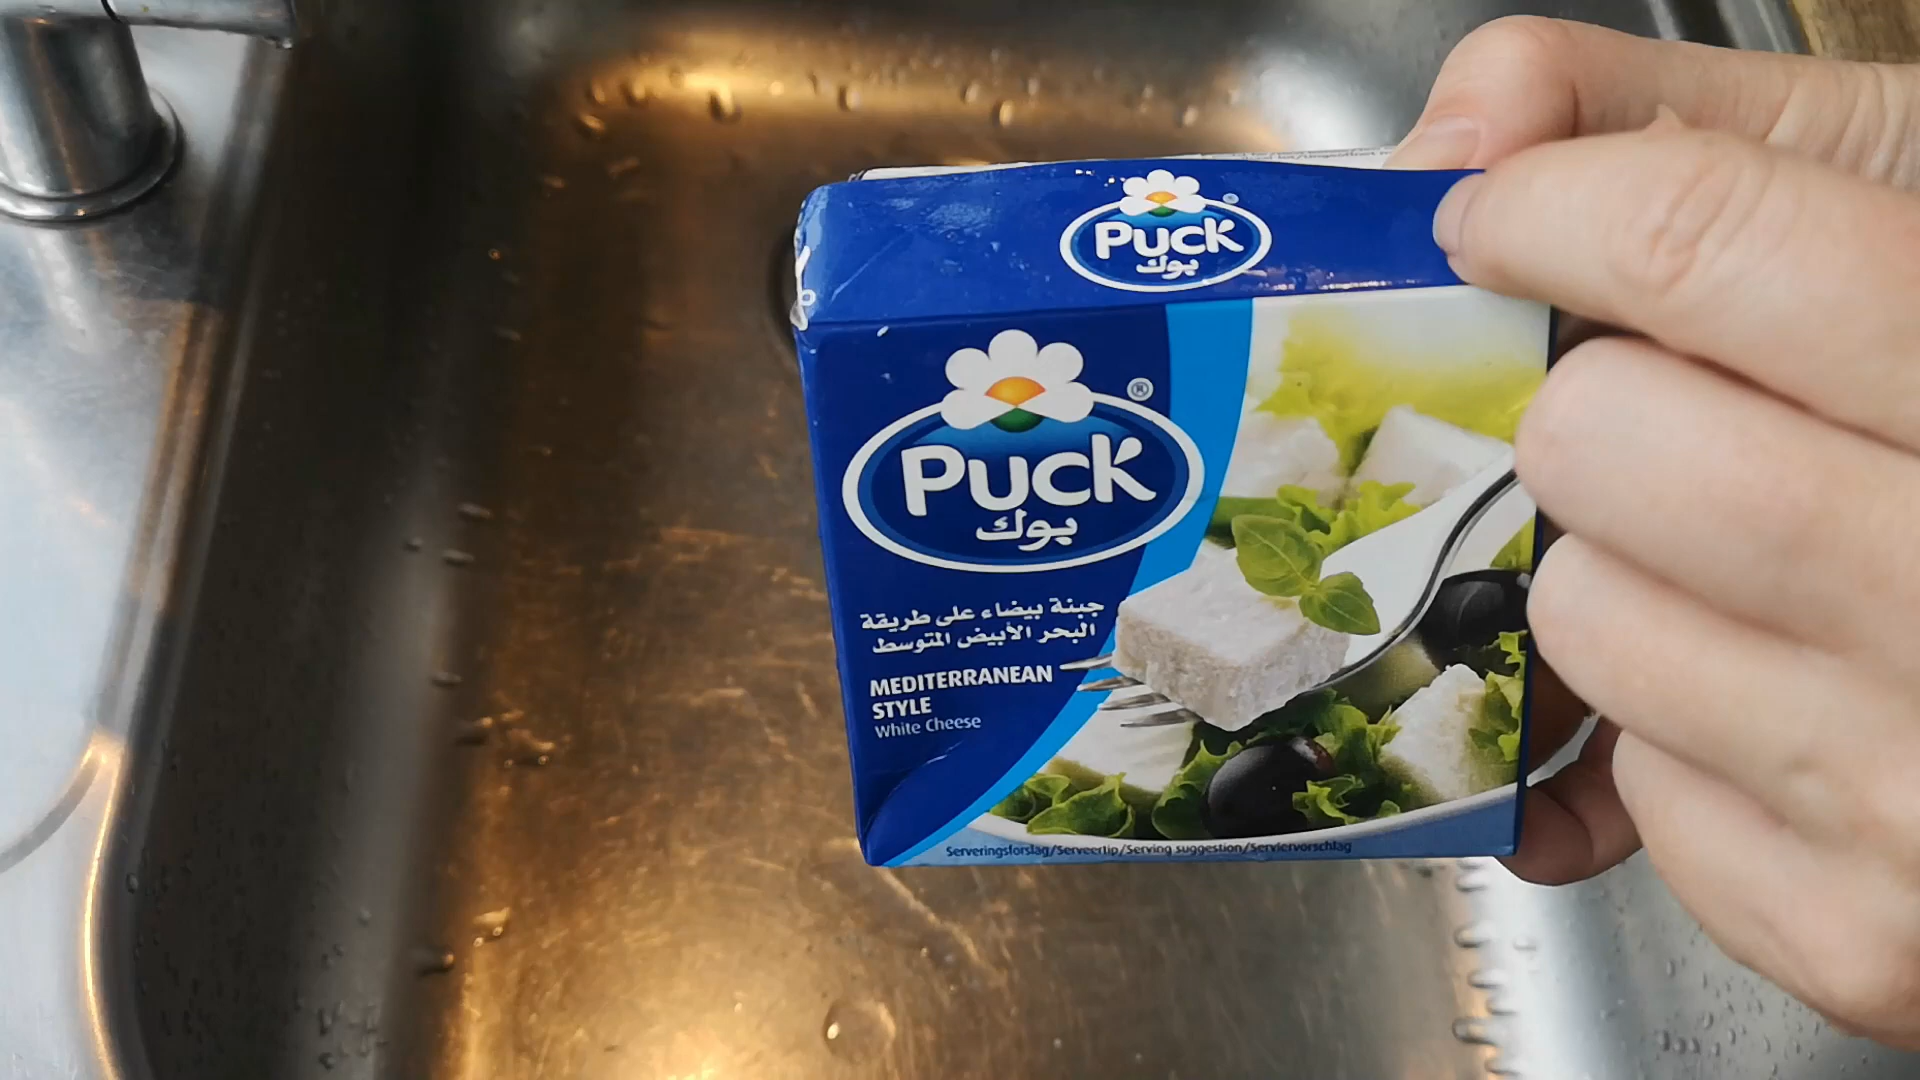 Puck
بوك
®
Puck
بوك
جبنة بيضاء على طريقة
البحر الأبيض المتوسط
MEDITERRANEAN
STYLE
White Cheese
Serveringsforslag/Serveertip/Serving suggestion/Serviervorschlag